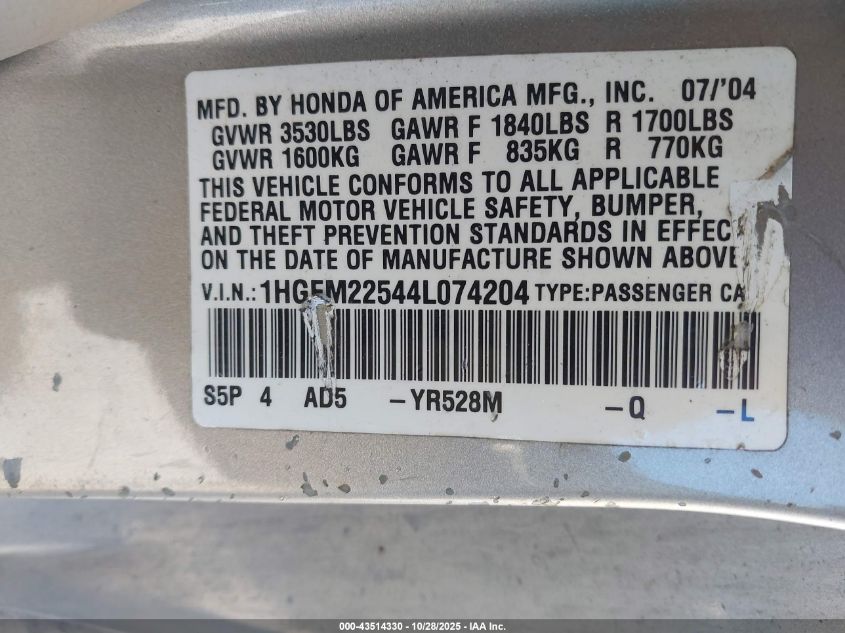 MFD. BY HONDA OF AMERICA MFG., INC. 07/'04
GVWR 3530LBS GAWR F 1840LBS R 1700LBS
GVWR 1600KG GAWR F 835KG R 770KG
THIS VEHICLE CONFORMS TO ALL APPLICABLE
FEDERAL MOTOR VEHICLE SAFETY, BUMPER,
AND THEFT PREVENTION STANDARDS IN EFFEC
ON THE DATE OF MANUFACTURE SHOWN ABOVE
V.I.N.: 1HGEM22544L074204 TYPE:PASSENGER CA
S5P 4 AD5 -YR528M -Q -L
000-43514330 - 10/28/2025 - IAA Inc.